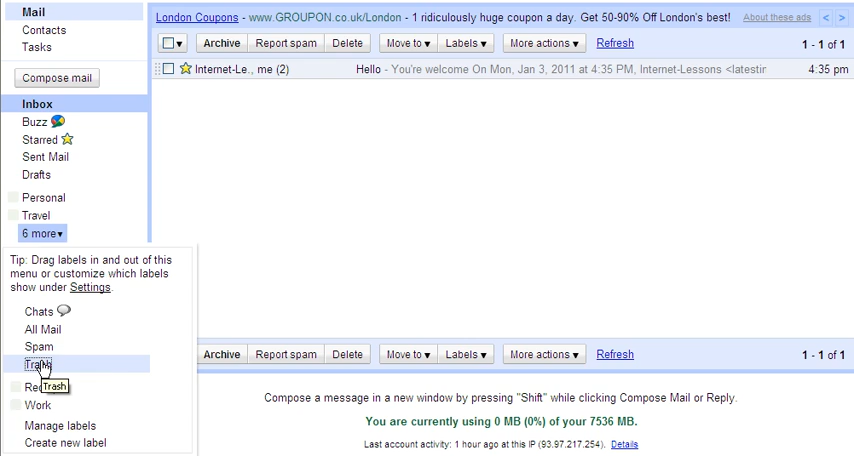 Mail
Contacts
Tasks
Compose mail
Inbox
Buzz
Starred
Sent Mail
Drafts
Personal
Travel
6 more▾
Tip: Drag labels in and out of this
menu or customize which labels
show under Settings.
Chats
All Mail
Spam
Trash
Work
Manage labels
Create new label
London Coupons - www.GROUPON.co.uk/London - 1 ridiculously huge coupon a day. Get 50-90% Off London's best! About these ads < >
Archive Report spam Delete Move to ▾ Labels ▾ More actions ▾ Refresh 1 - 1 of 1
Internet-Le., me (2) Hello - You're welcome On Mon, Jan 3, 2011 at 4:35 PM, Internet-Lessons <latestin 4:35 pm
Archive Report spam Delete Move to ▾ Labels ▾ More actions ▾ Refresh 1 - 1 of 1
Compose a message in a new window by pressing "Shift" while clicking Compose Mail or Reply.
You are currently using 0 MB (0%) of your 7536 MB.
Last account activity: 1 hour ago at this IP (93.97.217.254). Details